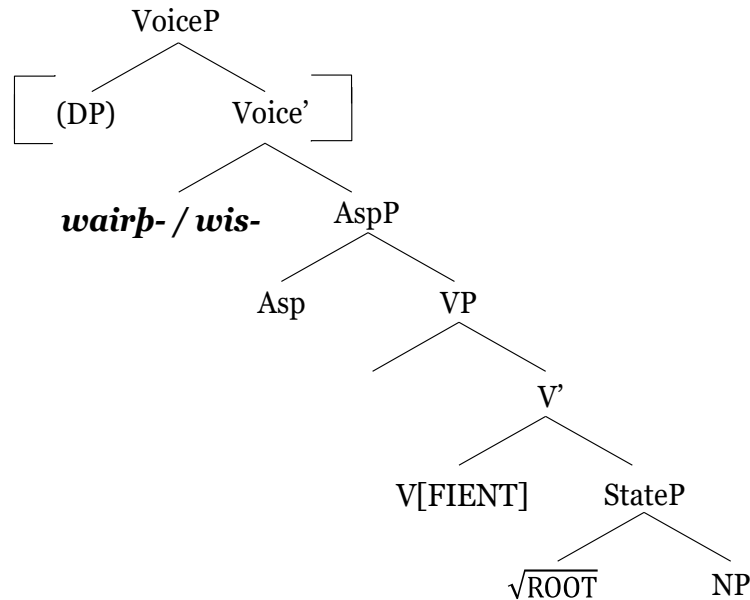 VoiceP
(DP) Voice’
wairþ- / wis- AspP
Asp VP
V’
V[FIENT] StateP
√ROOT NP